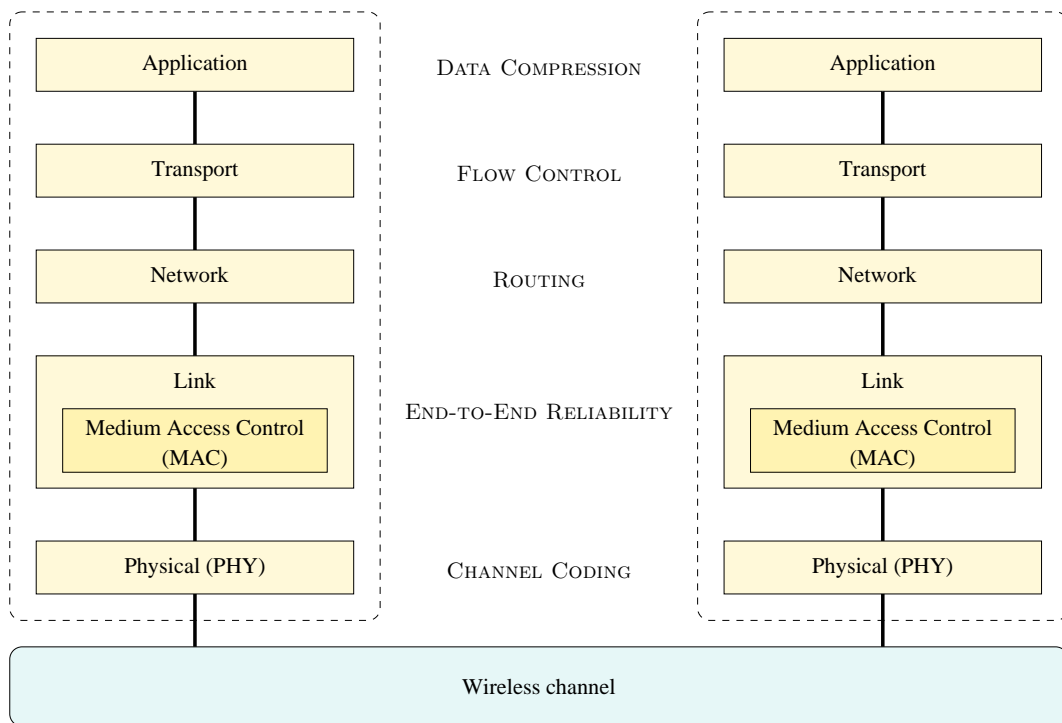 Application
DATA COMPRESSION
Application
Transport
FLOW CONTROL
Transport
Network
ROUTING
Network
Link
Medium Access Control
(MAC)
END-TO-END RELIABILITY
Link
Medium Access Control
(MAC)
Physical (PHY)
CHANNEL CODING
Physical (PHY)
Wireless channel